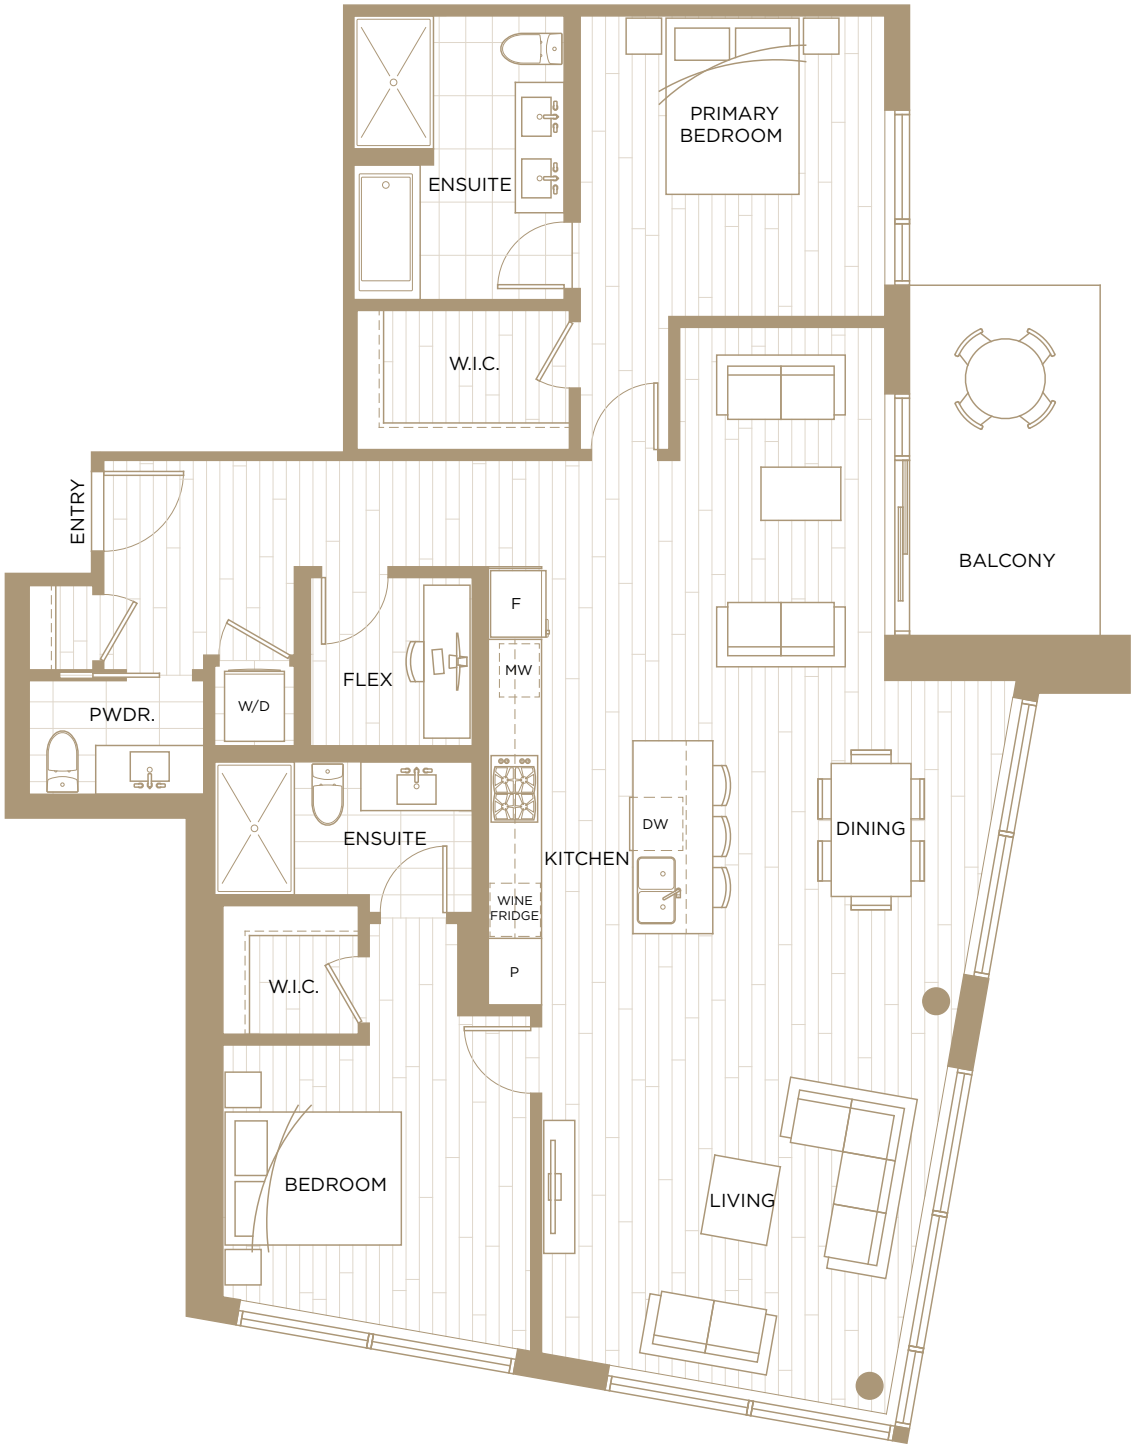 PRIMARY
BEDROOM
ENSUITE
W.I.C.
ENTRY
BALCONY
F
MW
FLEX
W/D
PWDR.
DW
DINING
ENSUITE
KITCHEN
WINE
FRIDGE
P
W.I.C.
BEDROOM
LIVING